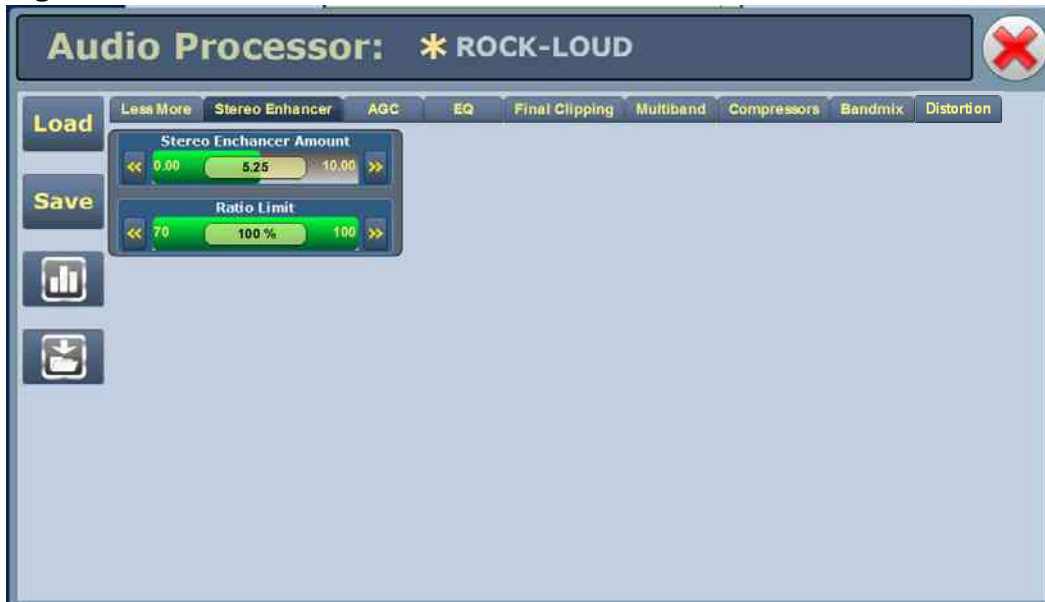 Audio Processor: * ROCK-LOUD
Load
Less More Stereo Enhancer AGC EQ Final Clipping Multiband Compressors Bandmix Distortion
Stereo Enchancer Amount
<< 0.00 5.25 10.00 >>
Save
Ratio Limit
<< 70 100 % 100 >>